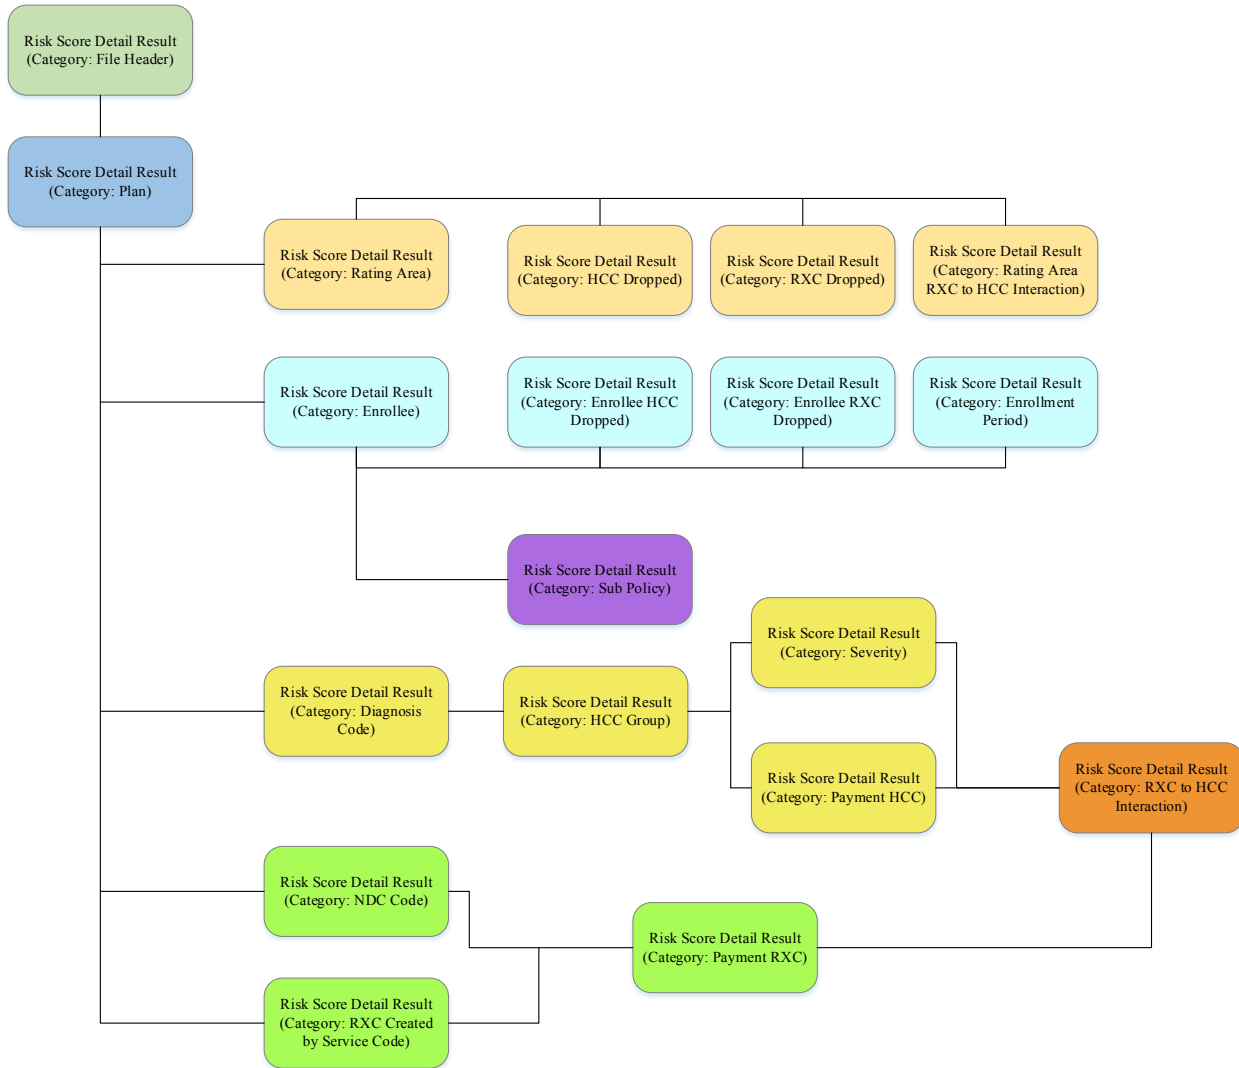 Risk Score Detail Result
(Category: File Header)
Risk Score Detail Result
(Category: Plan)
Risk Score Detail Result
(Category: Rating Area)
Risk Score Detail Result
(Category: HCC Dropped)
Risk Score Detail Result
(Category: RXC Dropped)
Risk Score Detail Result
(Category: Rating Area
RXC to HCC Interaction)
Risk Score Detail Result
(Category: Enrollee)
Risk Score Detail Result
(Category: Enrollee HCC
Dropped)
Risk Score Detail Result
(Category: Enrollee RXC
Dropped)
Risk Score Detail Result
(Category: Enrollment
Period)
Risk Score Detail Result
(Category: Sub Policy)
Risk Score Detail Result
(Category: Severity)
Risk Score Detail Result
(Category: Diagnosis
Code)
Risk Score Detail Result
(Category: HCC Group)
Risk Score Detail Result
(Category: Payment HCC)
Risk Score Detail Result
(Category: RXC to HCC
Interaction)
Risk Score Detail Result
(Category: NDC Code)
Risk Score Detail Result
(Category: Payment RXC)
Risk Score Detail Result
(Category: RXC Created
by Service Code)